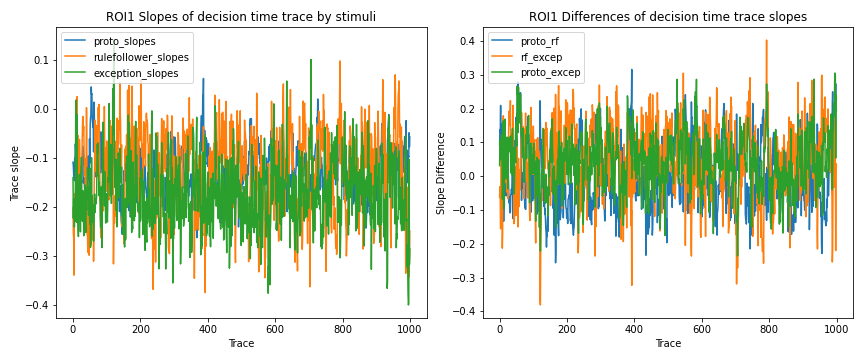 ROI1 Slopes of decision time trace by stimuli
proto_slopes
rulefollower_slopes
exception_slopes
Trace slope
0.1
0.0
−0.1
−0.2
−0.3
−0.4
0
200
400
600
800
1000
Trace
ROI1 Differences of decision time trace slopes
proto_rf
rf_excep
proto_excep
Slope Difference
0.4
0.3
0.2
0.1
0.0
−0.1
−0.2
−0.3
−0.4
0
200
400
600
800
1000
Trace